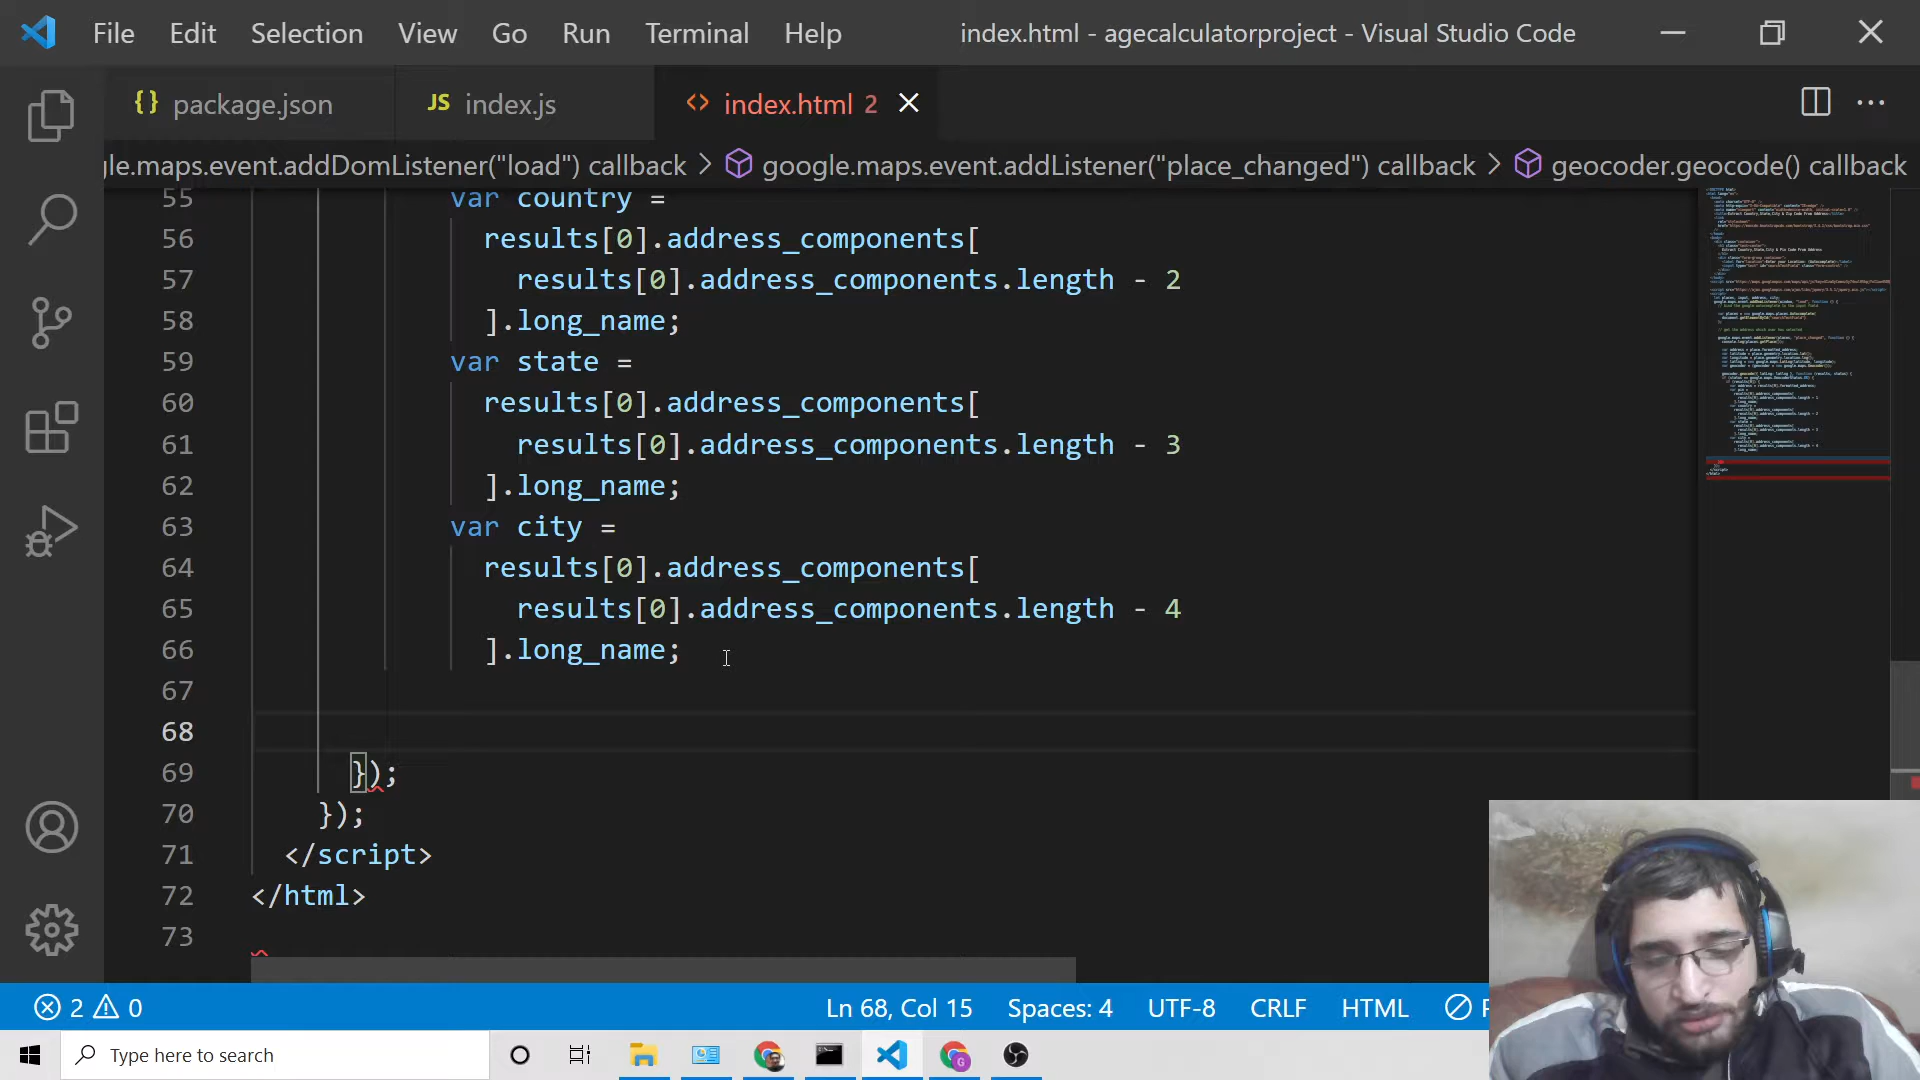 File Edit Selection View Go Run Terminal Help index.html - agecalculatorproject - Visual Studio Code
{} package.json JS index.js <> index.html 2
gle.maps.event.addDomListener("load") callback > google.maps.event.addListener("place_changed") callback > geocoder.geocode() callback
55 var country =
56 results[0].address_components[
57 results[0].address_components.length - 2
58 ].long_name;
59 var state =
60 results[0].address_components[
61 results[0].address_components.length - 3
62 ].long_name;
63 var city =
64 results[0].address_components[
65 results[0].address_components.length - 4
66 ].long_name;
67
68
69 });
70 });
71 </script>
72 </html>
73
2 0 Ln 68, Col 15 Spaces: 4 UTF-8 CRLF HTML
Type here to search